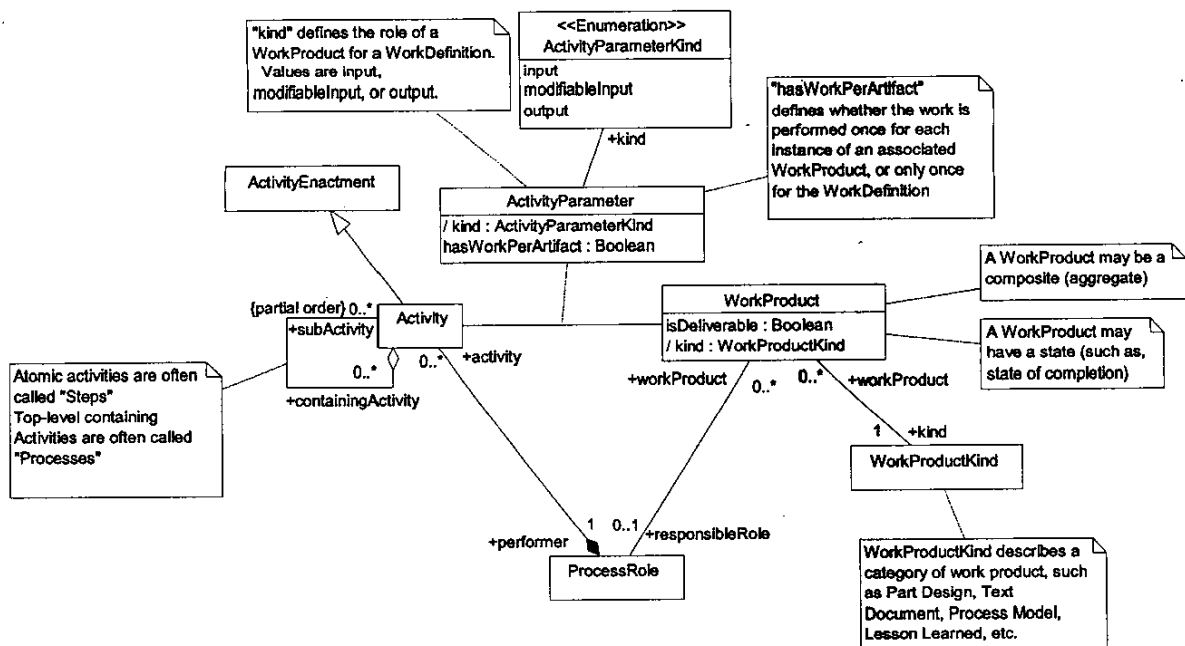 "kind" defines the role of a
WorkProduct for a WorkDefinition.
Values are input,
modifiableInput, or output.
<<Enumeration>>
ActivityParameterKind
input
modifiableInput
output
+kind
"hasWorkPerArtifact"
defines whether the work is
performed once for each
instance of an associated
WorkProduct, or only once
for the WorkDefinition
ActivityEnactment
ActivityParameter
/ kind : ActivityParameterKind
hasWorkPerArtifact : Boolean
A WorkProduct may be a
composite (aggregate)
{partial order} 0..*
+subActivity
Activity
0..*
+activity
0..*
+containingActivity
WorkProduct
isDeliverable : Boolean
/ kind : WorkProductKind
+workProduct
0..*
0..*
+workProduct
A WorkProduct may
have a state (such as,
state of completion)
Atomic activities are often
called "Steps"
Top-level containing
Activities are often called
"Processes"
1
+kind
WorkProductKind
+performer
1
0..1
+responsibleRole
ProcessRole
WorkProductKind describes a
category of work product, such
as Part Design, Text
Document, Process Model,
Lesson Learned, etc.